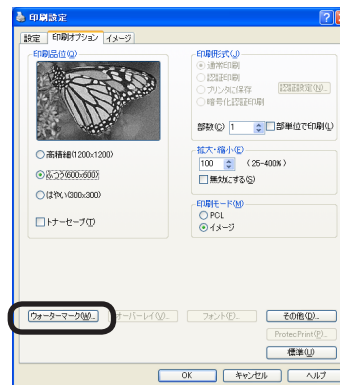 印刷設定
設定 印刷オプション イメージ
印刷品位(Q)
高精細(1200x1200)
ふつう(600x600)
はやい(300x300)
トナーセーブ(T)
印刷形式(J)
通常印刷
認証印刷
プリンタに保存
認証設定(N)...
暗号化認証印刷
部数(C) 1 部単位で印刷(L)
拡大・縮小(E)
100 (25-400%)
無効にする(S)
印刷モード(M)
PCL
イメージ
ウォーターマーク(W)... オーバーレイ(V)... フォント(F)... その他(D)...
ProtecPrint(P)...
標準(U)
OK キャンセル ヘルプ